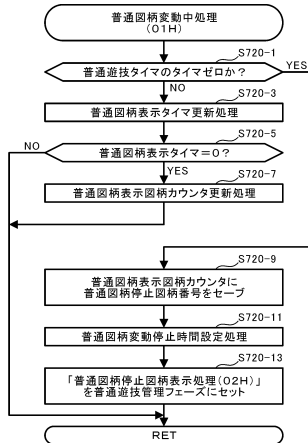 普通図柄変動中処理
(01H)
S720-1
普通遊技タイマのタイマゼロか?
YES
NO
S720-3
普通図柄表示タイマ更新処理
S720-5
NO
普通図柄表示タイマ=0?
YES
S720-7
普通図柄表示図柄カウンタ更新処理
S720-9
普通図柄表示図柄カウンタに
普通図柄停止図柄番号をセーブ
S720-11
普通図柄変動停止時間設定処理
S720-13
「普通図柄停止図柄表示処理(02H)」
を普通遊技管理フェーズにセット
RET